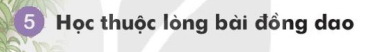 5 Học thuộc lòng bài đồng dao